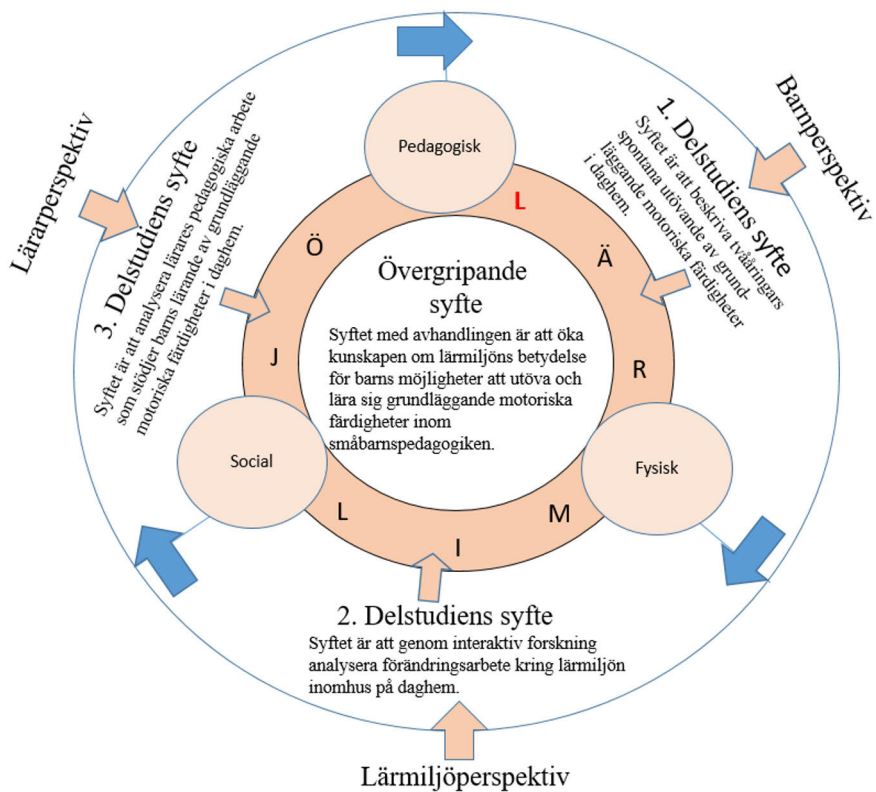 Pedagogisk
Lärarperspektiv
3. Delstudiens syfte
Syftet är att analysera lärares pedagogiska arbete
som stödjer barns lärande av grundläggande
motoriska färdigheter i daghem.
Barnperspektiv
1. Delstudiens syfte
Syftet är att beskriva tvååringars
spontana utövande av grund-
läggande motoriska färdigheter
i daghem.
L
Ä
R
M
I
L
J
Ö
Övergripande
syfte
Syftet med avhandlingen är att öka
kunskapen om lärmiljöns betydelse
för barns möjligheter att utöva och
lära sig grundläggande motoriska
färdigheter inom
småbarnspedagogiken.
Social
Fysisk
2. Delstudiens syfte
Syftet är att genom interaktiv forskning
analysera förändringsarbete kring lärmiljön
inomhus på daghem.
Lärmiljöperspektiv